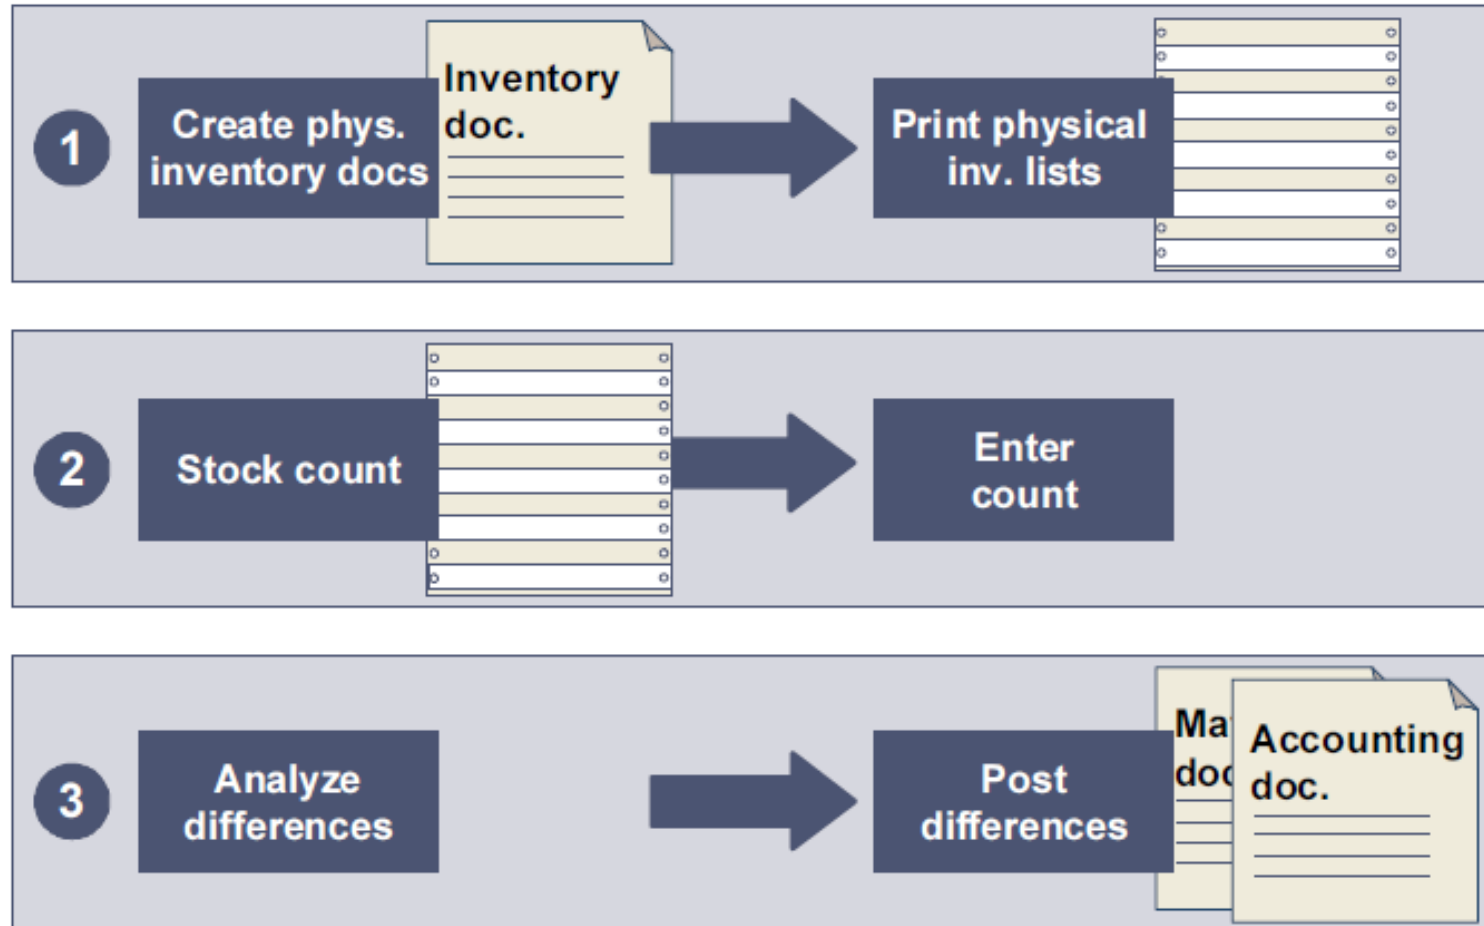 1
Create phys.
inventory docs
Inventory
doc.
Print physical
inv. lists
2
Stock count
Enter
count
3
Analyze
differences
Post
differences
Accounting
doc.